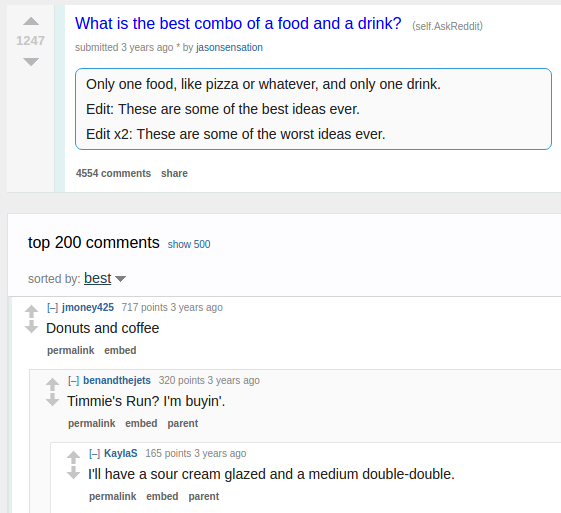 What is the best combo of a food and a drink? (self.AskReddit)
1247
submitted 3 years ago * by jasonsensation
Only one food, like pizza or whatever, and only one drink.
Edit: These are some of the best ideas ever.
Edit x2: These are some of the worst ideas ever.
4554 comments share
top 200 comments show 500
sorted by: best
[–] jmoney425 717 points 3 years ago
Donuts and coffee
permalink embed
[–] benandthejets 320 points 3 years ago
Timmie's Run? I'm buyin'.
permalink embed parent
[–] KaylaS 165 points 3 years ago
I'll have a sour cream glazed and a medium double-double.
permalink embed parent